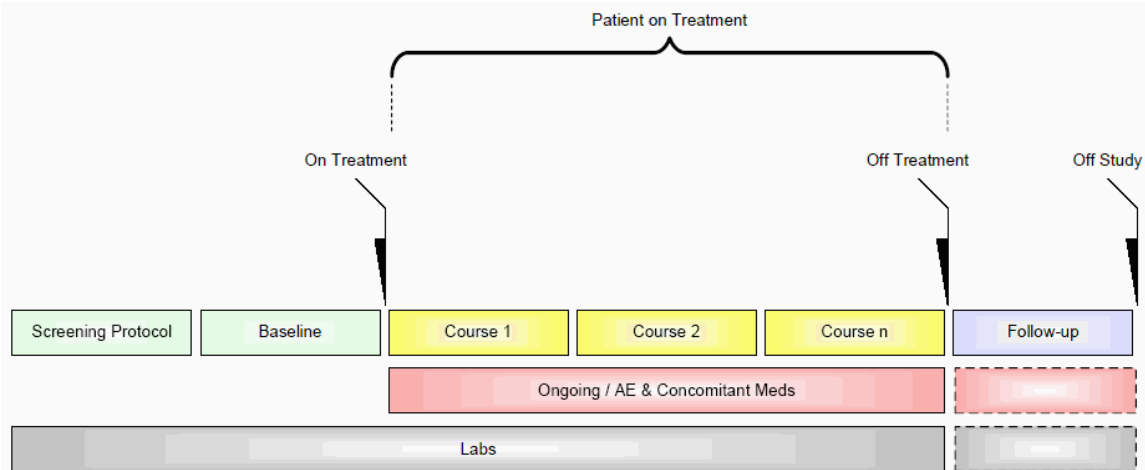 Patient on Treatment
On Treatment
Off Treatment
Off Study
Screening Protocol
Baseline
Course 1
Course 2
Course n
Follow-up
Ongoing / AE & Concomitant Meds
Labs